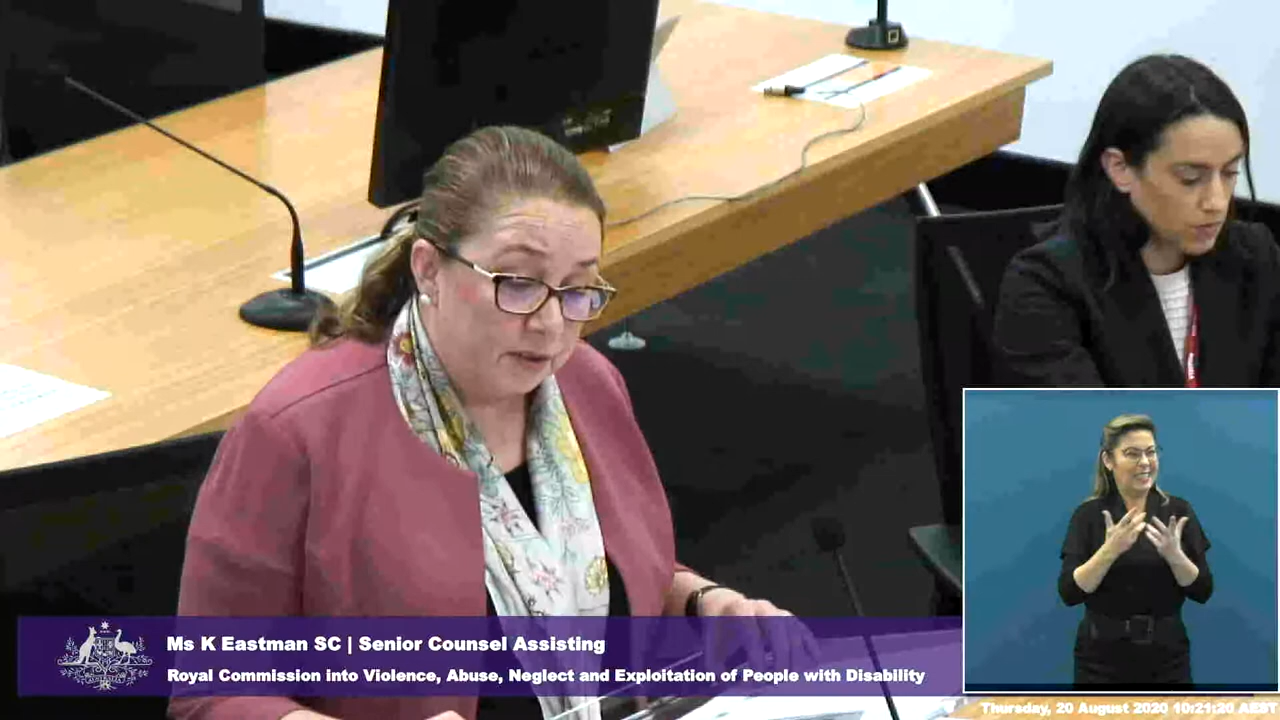 Ms K Eastman SC | Senior Counsel Assisting
Royal Commission into Violence, Abuse, Neglect and Exploitation of People with Disability
Thursday, 20 August 2020 10:21:20 AEST